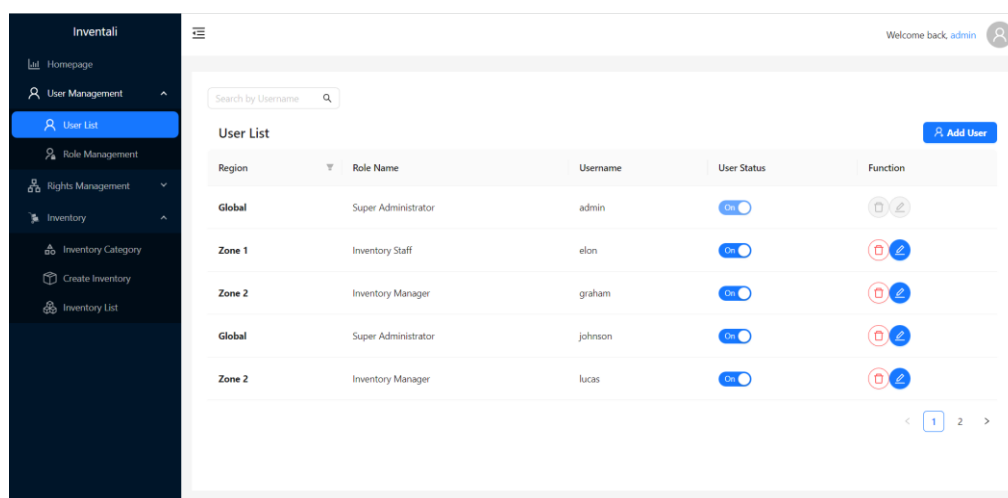 Inventali
Welcome back, admin
Homepage
User Management
User List
Role Management
Rights Management
Inventory
Inventory Category
Create Inventory
Inventory List
Search by Username
User List
Add User
Region Role Name Username User Status Function
Global Super Administrator admin On
Zone 1 Inventory Staff elon On
Zone 2 Inventory Manager graham On
Global Super Administrator johnson On
Zone 2 Inventory Manager lucas On
< 1 2 >